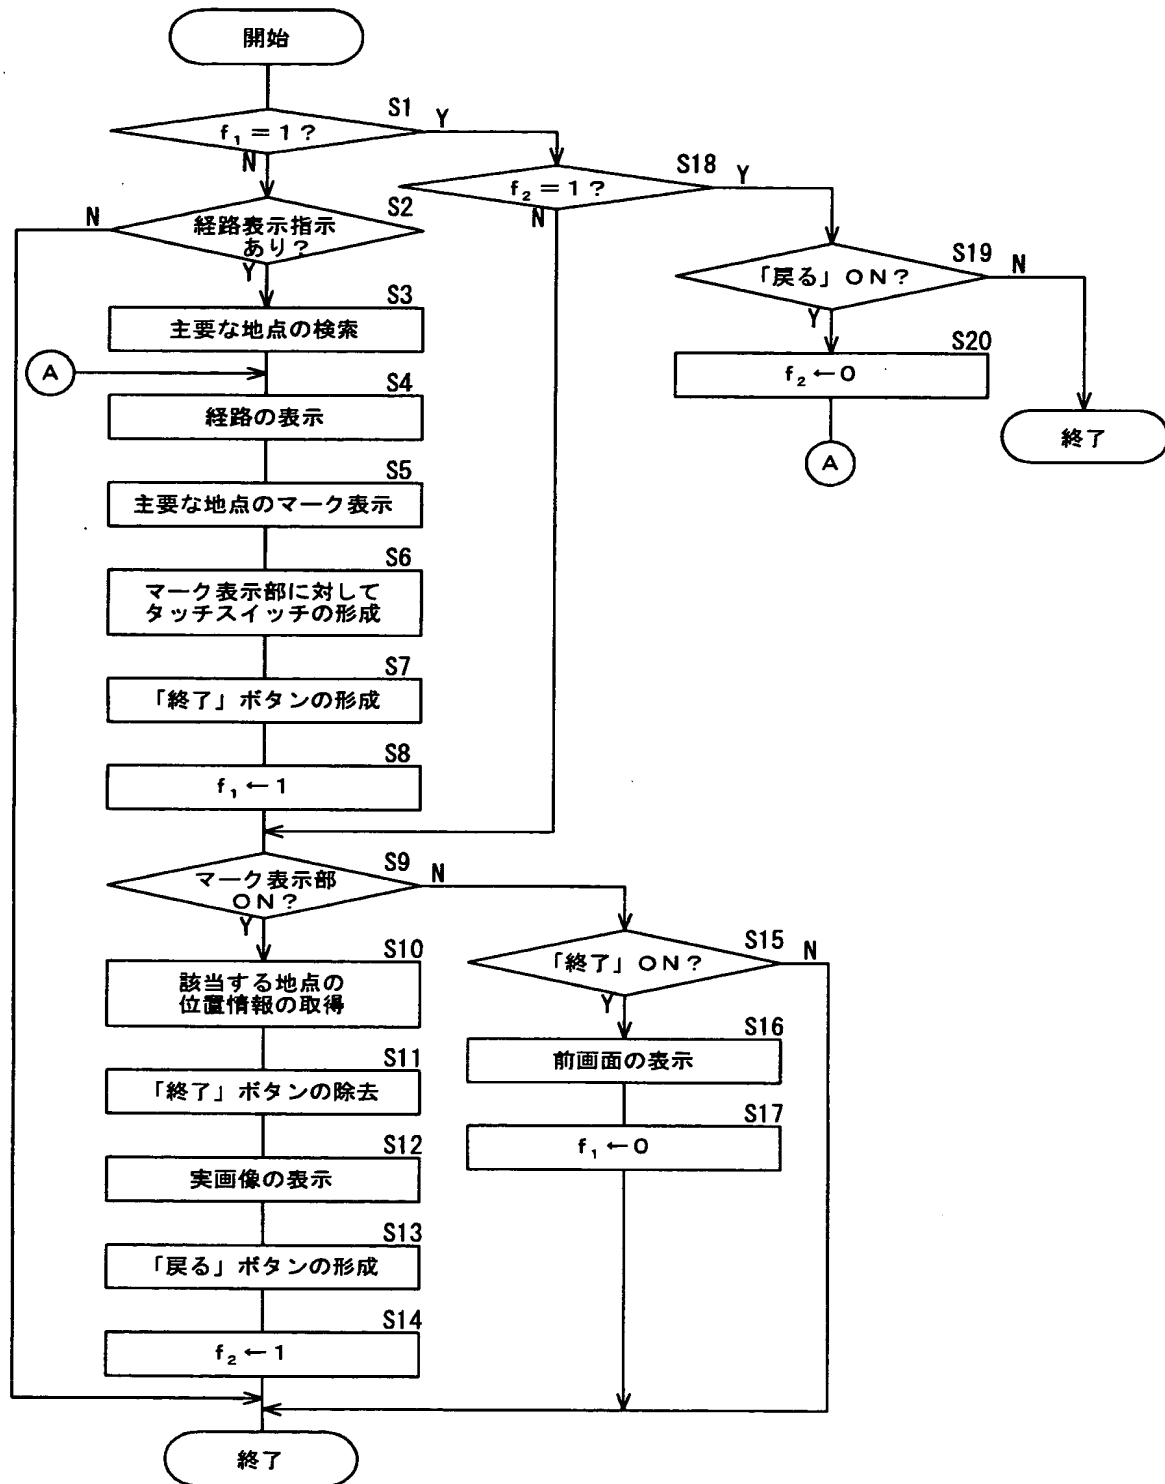 開始
S1
f₁＝1？
Y
N
S18
f₂＝1？
Y
N
S2
経路表示指示
あり？
N
Y
S19
「戻る」ON？
N
Y
S3
主要な地点の検索
S20
f₂←0
A
S4
経路の表示
終了
A
S5
主要な地点のマーク表示
S6
マーク表示部に対して
タッチスイッチの形成
S7
「終了」ボタンの形成
S8
f₁←1
S9
マーク表示部
ON？
N
Y
S15
「終了」ON？
N
Y
S10
該当する地点の
位置情報の取得
S16
前画面の表示
S11
「終了」ボタンの除去
S17
f₁←0
S12
実画像の表示
S13
「戻る」ボタンの形成
S14
f₂←1
終了